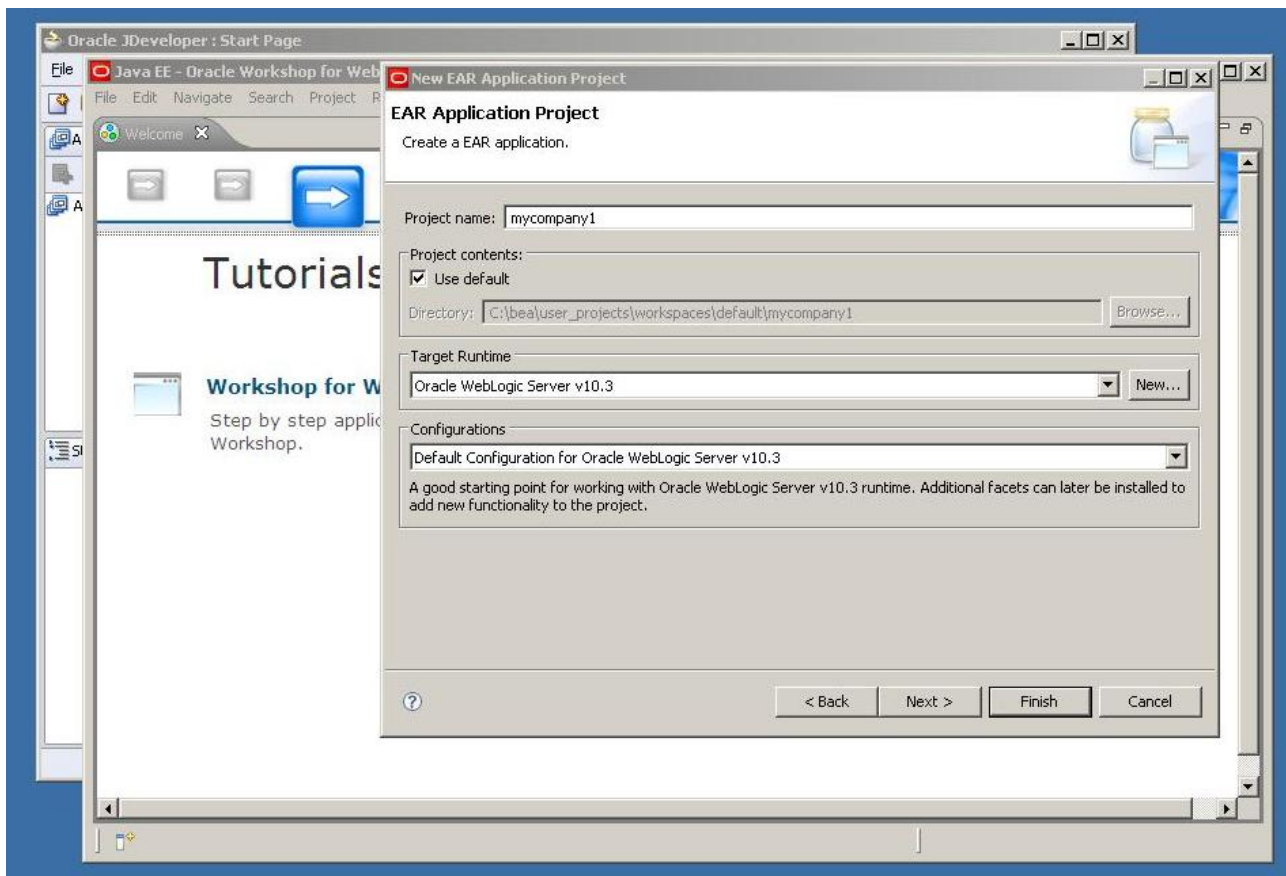 Oracle JDeveloper : Start Page
File
Java EE - Oracle Workshop for Web
File Edit Navigate Search Project R
Welcome
A
A
Tutorials
Workshop for W
Step by step applic
Workshop.
New EAR Application Project
EAR Application Project
Create a EAR application.
Project name: mycompany1
Project contents:
Use default
Directory: C:\bea\user_projects\workspaces\default\mycompany1 Browse...
Target Runtime
Oracle WebLogic Server v10.3 New...
Configurations
Default Configuration for Oracle WebLogic Server v10.3
A good starting point for working with Oracle WebLogic Server v10.3 runtime. Additional facets can later be installed to
add new functionality to the project.
< Back Next > Finish Cancel